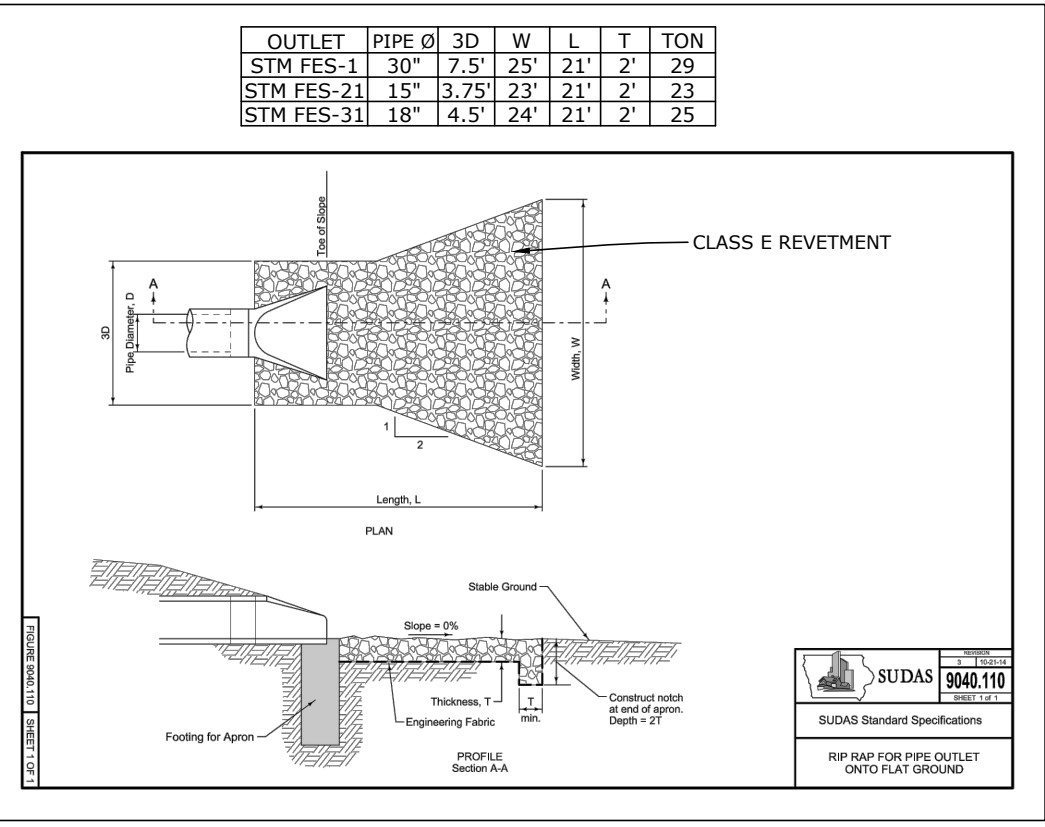 OUTLET PIPE Ø 3D W L T TON
STM FES-1 30" 7.5' 25' 21' 2' 29
STM FES-21 15" 3.75' 23' 21' 2' 23
STM FES-31 18" 4.5' 24' 21' 2' 25
Toe of Slope
CLASS E REVETMENT
A
A
3D
Pipe Diameter, D
Width, W
1
2
Length, L
PLAN
Stable Ground
Slope = 0%
Thickness, T
T
min.
Construct notch
at end of apron.
Depth = 2T
Engineering Fabric
Footing for Apron
PROFILE
Section A-A
FIGURE 9040.110 SHEET 1 OF 1
SUDAS
REVISION
3 10-21-14
9040.110
SHEET 1 of 1
SUDAS Standard Specifications
RIP RAP FOR PIPE OUTLET
ONTO FLAT GROUND